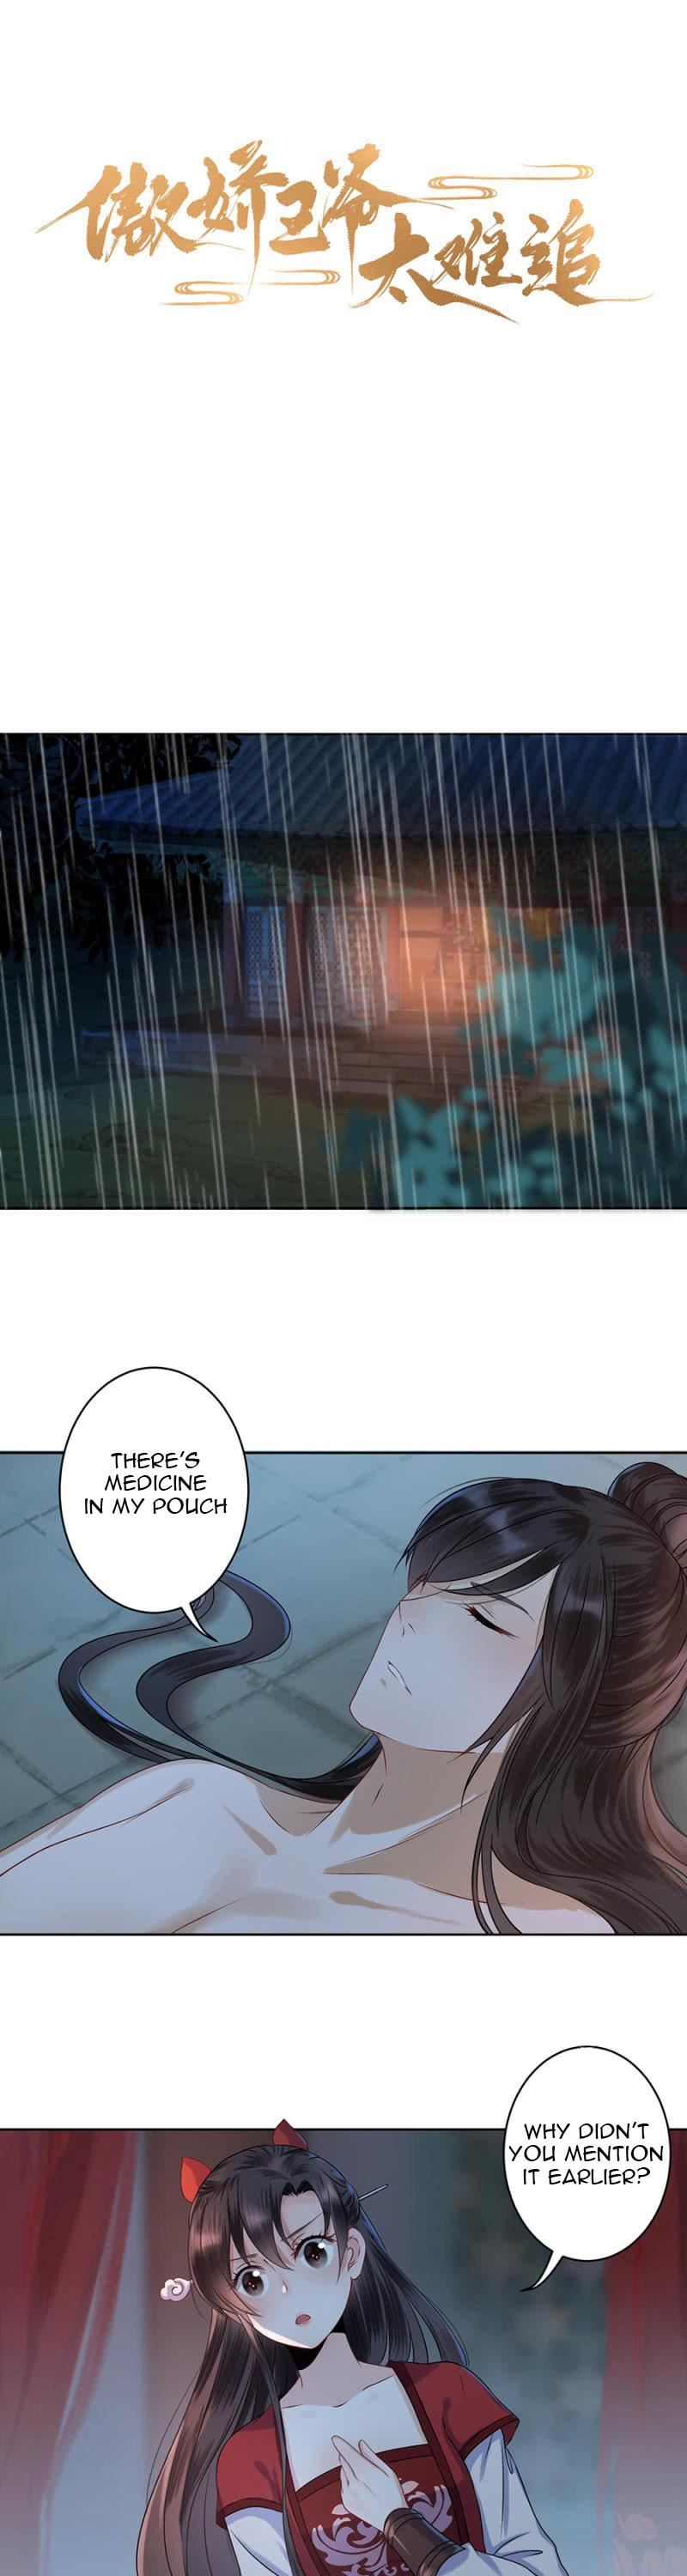 傲娇王爷
太难追
THERE'S
MEDICINE
IN MY POUCH
WHY DIDN'T
YOU MENTION
IT EARLIER?